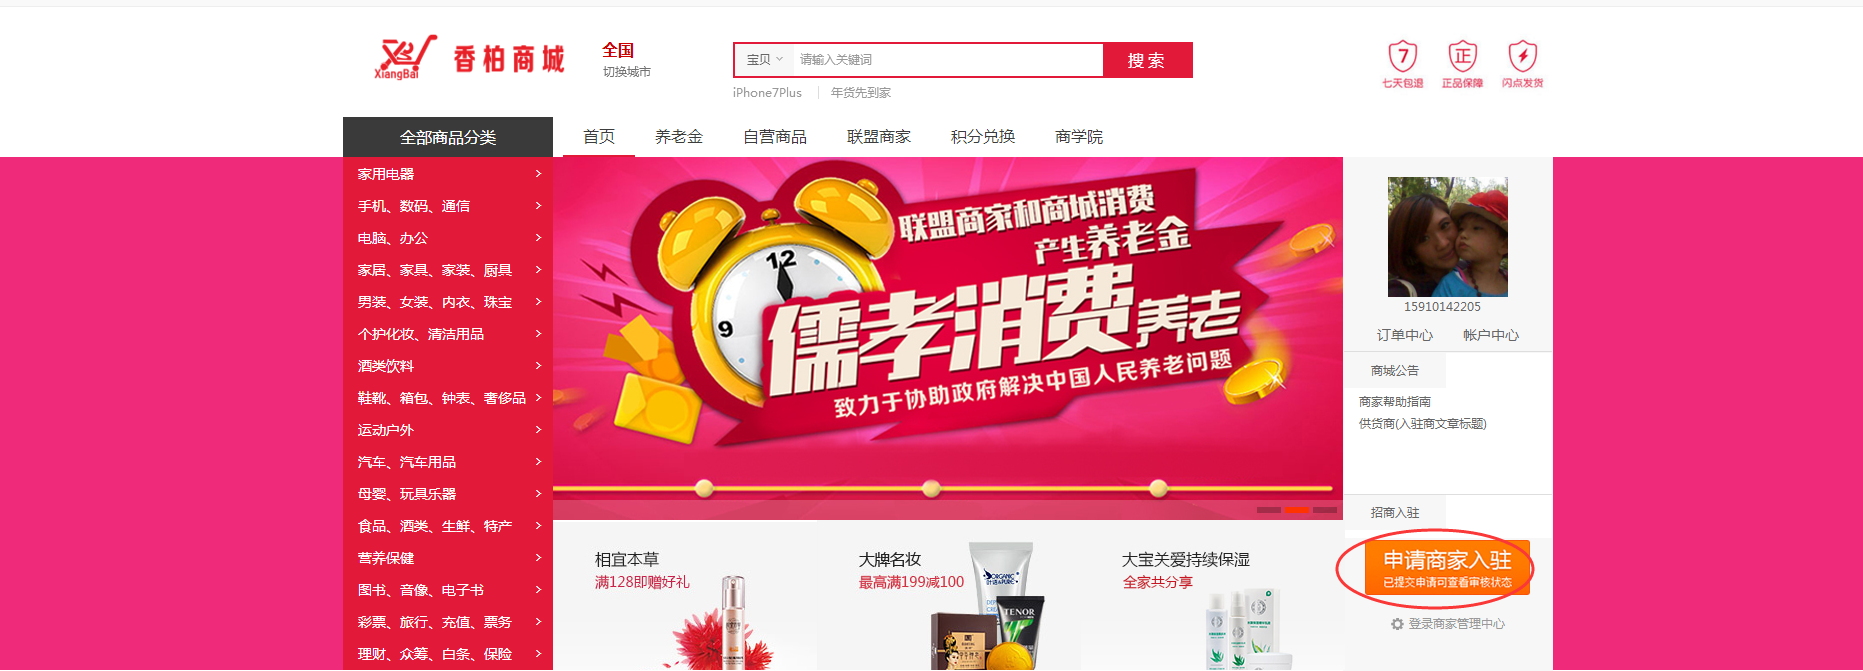 XiangBai
香柏商城
全国
切换城市
宝贝
请输入关键词
搜索
iPhone7Plus
年货先到家
7
七天包退
正
正品保障
闪点发货
全部商品分类
首页
养老金
自营商品
联盟商家
积分兑换
商学院
家用电器
手机、数码、通信
电脑、办公
家居、家具、家装、厨具
男装、女装、内衣、珠宝
个护化妆、清洁用品
酒类饮料
鞋靴、箱包、钟表、奢侈品
运动户外
汽车、汽车用品
母婴、玩具乐器
食品、酒类、生鲜、特产
营养保健
图书、音像、电子书
彩票、旅行、充值、票务
理财、众筹、白条、保险
12
9
联盟商家和商城消费
产生养老金
儒孝消费养老
致力于协助政府解决中国人民养老问题
15910142205
订单中心
帐户中心
商城公告
商家帮助指南
供货商(入驻商文章标题)
招商入驻
申请商家入驻
已提交申请可查看审核状态
登录商家管理中心
相宜本草
满128即赠好礼
大牌名妆
最高满199减100
ORGANIC
TENOR
大宝关爱持续保湿
全家共分享